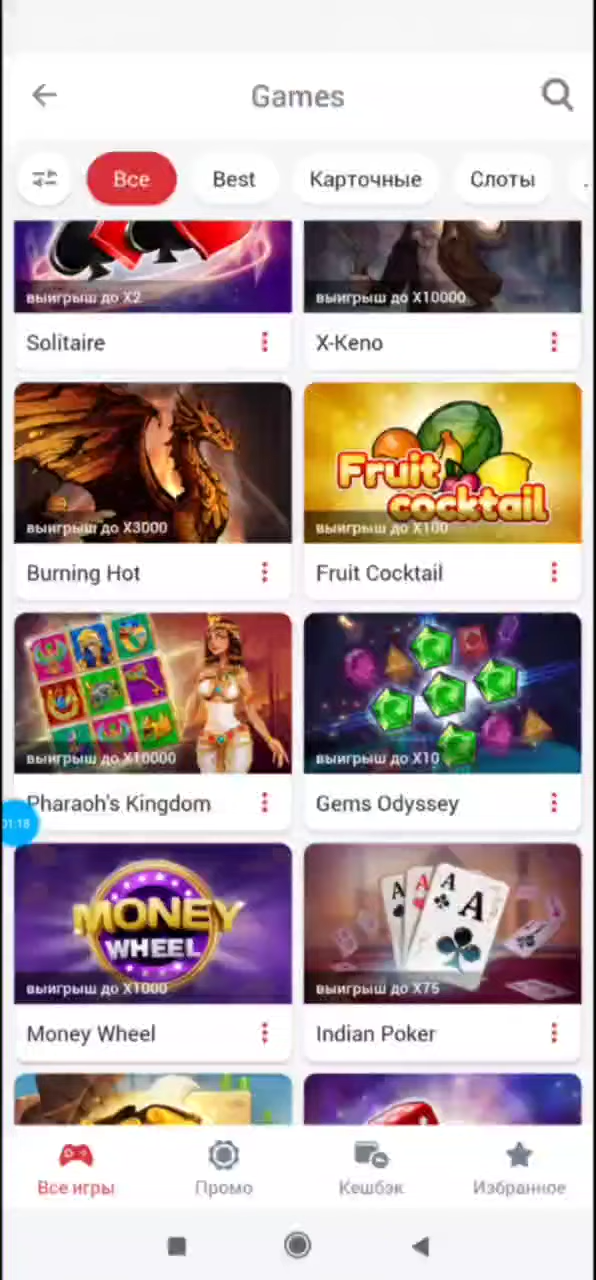 Games
Все
Best
Карточные
Слоты
выигрыш до X2
выигрыш до X10000
Solitaire
X-Keno
Fruit
cocktail
выигрыш до X3000
выигрыш до X100
Burning Hot
Fruit Cocktail
выигрыш до X10000
выигрыш до X10
Pharaoh's Kingdom
Gems Odyssey
01:18
MONEY
WHEEL
A
A
A
A
выигрыш до X1000
выигрыш до X75
Money Wheel
Indian Poker
Все игры
Промо
Кешбэк
Избранное